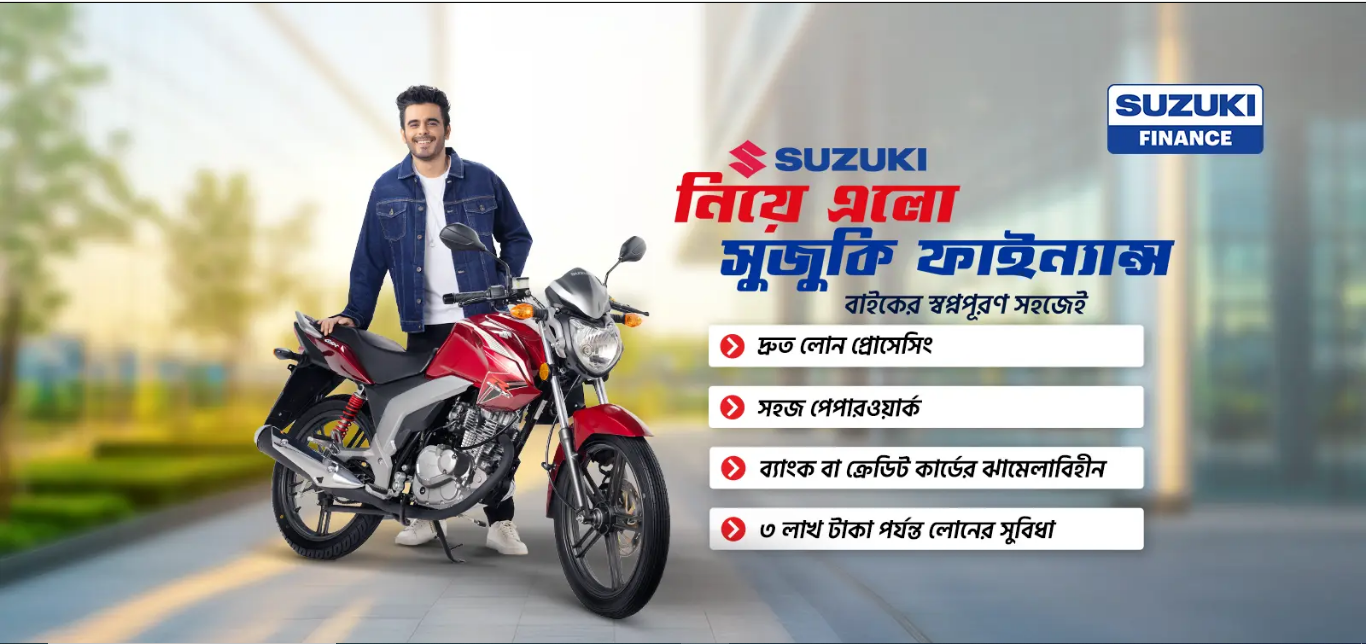 SUZUKI
FINANCE
SUZUKI
নিয়ে এলো
সুজুকি ফাইন্যান্স
বাইকের স্বপ্নপূরণ সহজেই
দ্রুত লোন প্রোসেসিং
সহজ পেপারওয়ার্ক
ব্যাংক বা ক্রেডিট কার্ডের ঝামেলাবিহীন
৩ লাখ টাকা পর্যন্ত লোনের সুবিধা